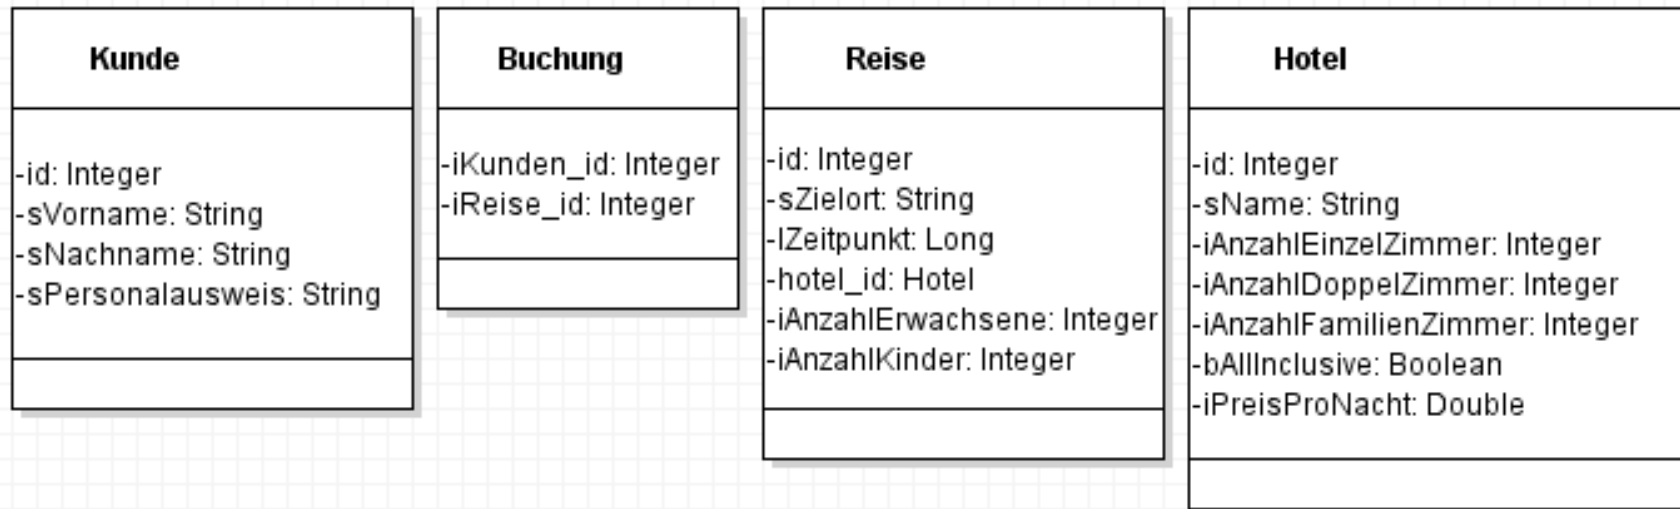 Kunde
-id: Integer
-sVorname: String
-sNachname: String
-sPersonalausweis: String
Buchung
-iKunden_id: Integer
-iReise_id: Integer
Reise
-id: Integer
-sZielort: String
-lZeitpunkt: Long
-hotel_id: Hotel
-iAnzahlErwachsene: Integer
-iAnzahlKinder: Integer
Hotel
-id: Integer
-sName: String
-iAnzahlEinzelZimmer: Integer
-iAnzahlDoppelZimmer: Integer
-iAnzahlFamilienZimmer: Integer
-bAllInclusive: Boolean
-iPreisProNacht: Double